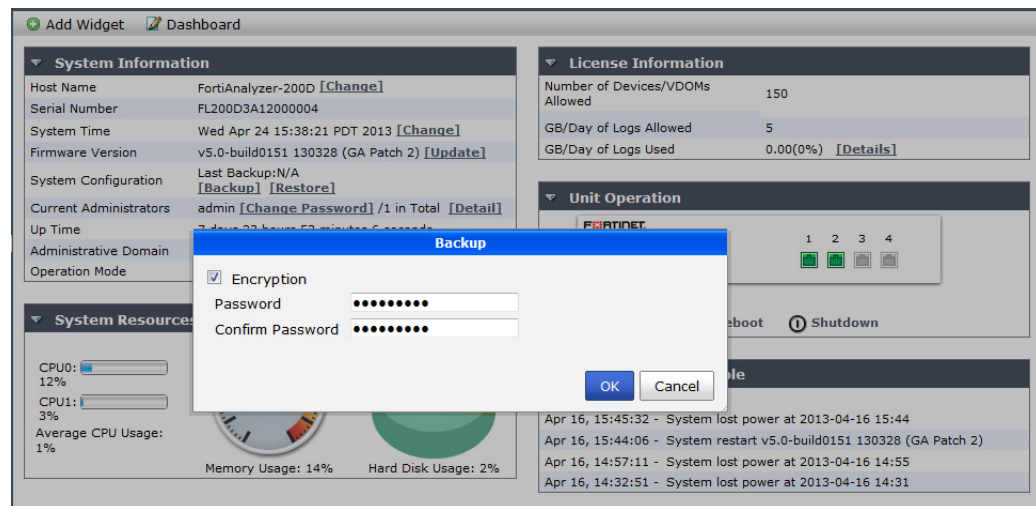 Add Widget Dashboard
System Information
Host Name FortiAnalyzer-200D [Change]
Serial Number FL200D3A12000004
System Time Wed Apr 24 15:38:21 PDT 2013 [Change]
Firmware Version v5.0-build0151 130328 (GA Patch 2) [Update]
System Configuration Last Backup:N/A
[Backup] [Restore]
Current Administrators admin [Change Password] /1 in Total [Detail]
Up Time 7 days 22 hours 53 minutes 6 seconds
Administrative Domain
Operation Mode
License Information
Number of Devices/VDOMs
Allowed 150
GB/Day of Logs Allowed 5
GB/Day of Logs Used 0.00(0%) [Details]
Unit Operation
FORTINET
1 2 3 4
eboot Shutdown
Backup
Encryption
Password •••••••••
Confirm Password •••••••••
OK Cancel
System Resources
CPU0:
12%
CPU1:
3%
Average CPU Usage:
1%
Memory Usage: 14% Hard Disk Usage: 2%
ole
Apr 16, 15:45:32 - System lost power at 2013-04-16 15:44
Apr 16, 15:44:06 - System restart v5.0-build0151 130328 (GA Patch 2)
Apr 16, 14:57:11 - System lost power at 2013-04-16 14:55
Apr 16, 14:32:51 - System lost power at 2013-04-16 14:31